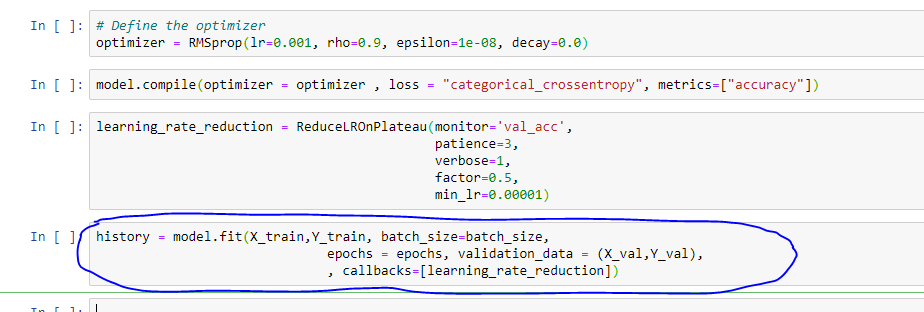 In [ ]: # Define the optimizer
optimizer = RMSprop(lr=0.001, rho=0.9, epsilon=1e-08, decay=0.0)
In [ ]: model.compile(optimizer = optimizer , loss = "categorical_crossentropy", metrics=["accuracy"])
In [ ]: learning_rate_reduction = ReduceLROnPlateau(monitor='val_acc',
patience=3,
verbose=1,
factor=0.5,
min_lr=0.00001)
In [ ] history = model.fit(X_train,Y_train, batch_size=batch_size,
epochs = epochs, validation_data = (X_val,Y_val),
, callbacks=[learning_rate_reduction])
In [ ]: